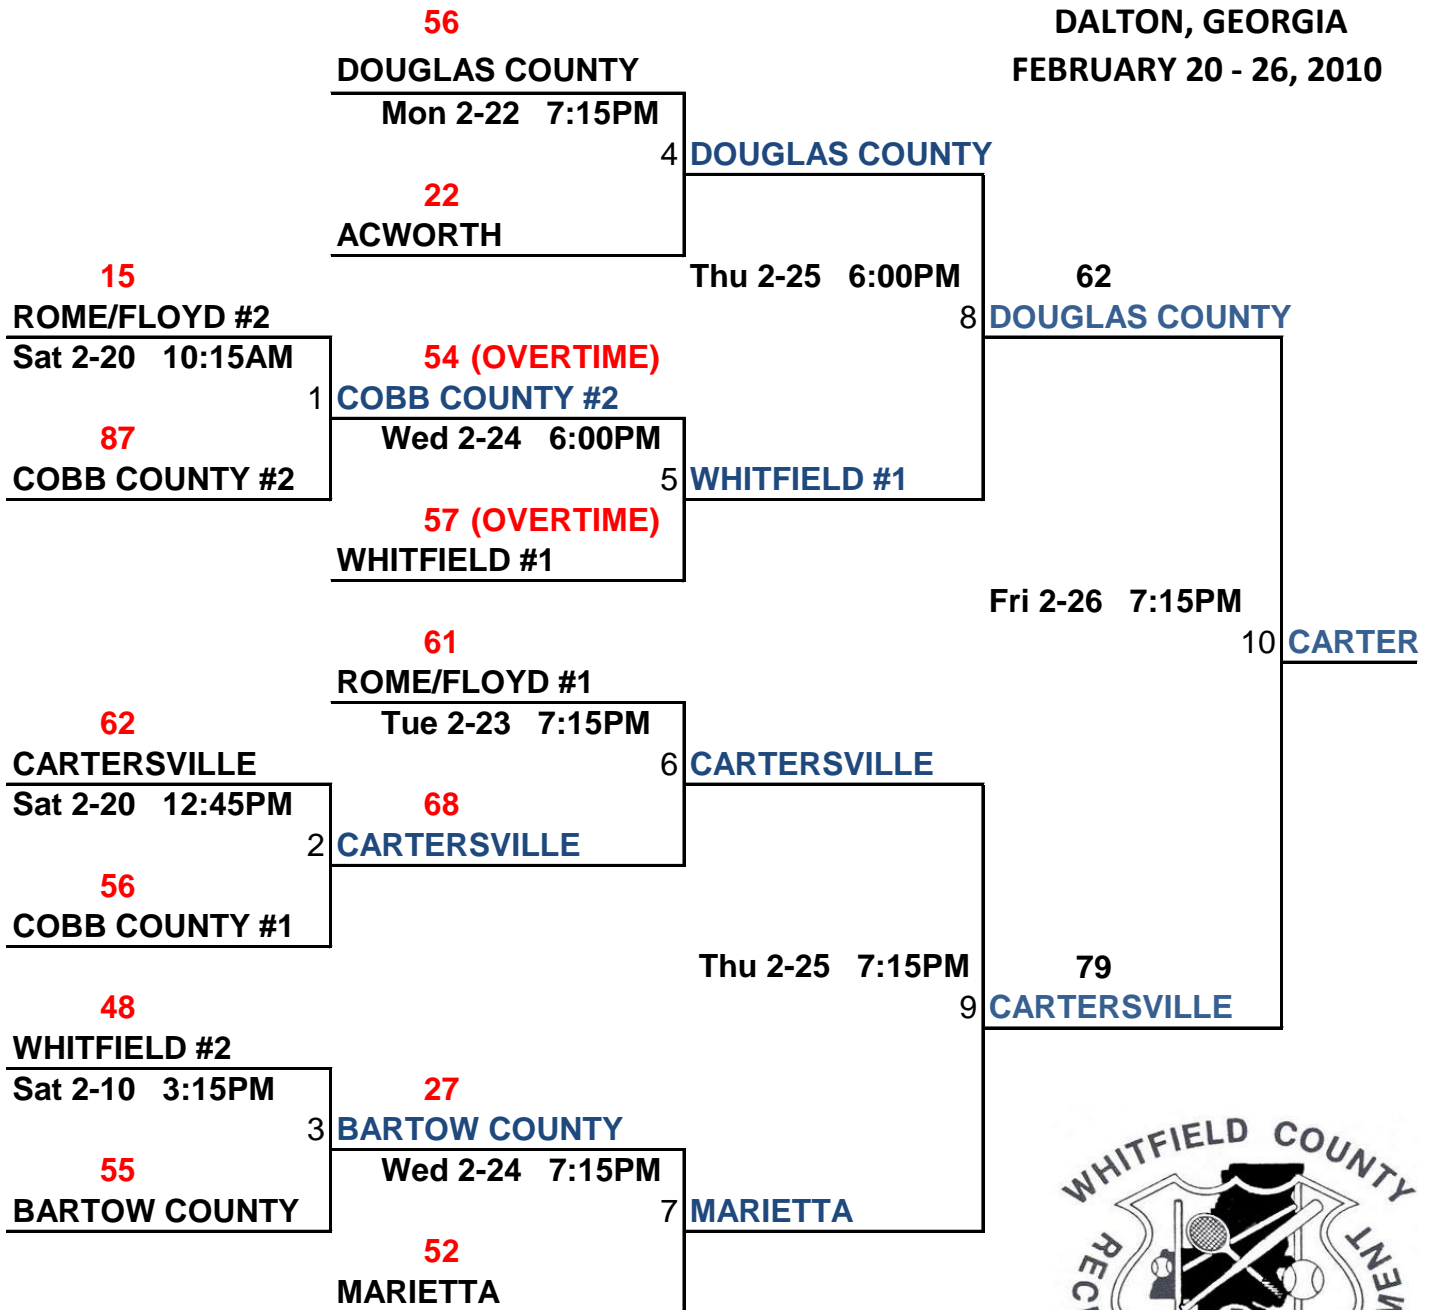 56
DALTON, GEORGIA
DOUGLAS COUNTY
FEBRUARY 20 - 26, 2010
Mon 2-22 7:15PM
4 DOUGLAS COUNTY
22
ACWORTH
15
Thu 2-25 6:00PM
62
ROME/FLOYD #2
8 DOUGLAS COUNTY
Sat 2-20 10:15AM
54 (OVERTIME)
1 COBB COUNTY #2
87
Wed 2-24 6:00PM
COBB COUNTY #2
5 WHITFIELD #1
57 (OVERTIME)
WHITFIELD #1
Fri 2-26 7:15PM
61
10 CARTER
ROME/FLOYD #1
62
Tue 2-23 7:15PM
CARTERSVILLE
6 CARTERSVILLE
Sat 2-20 12:45PM
68
2 CARTERSVILLE
56
COBB COUNTY #1
Thu 2-25 7:15PM
79
48
9 CARTERSVILLE
WHITFIELD #2
Sat 2-10 3:15PM
27
3 BARTOW COUNTY
55
Wed 2-24 7:15PM
BARTOW COUNTY
7 MARIETTA
52
MARIETTA
WHITFIELD COUNTY